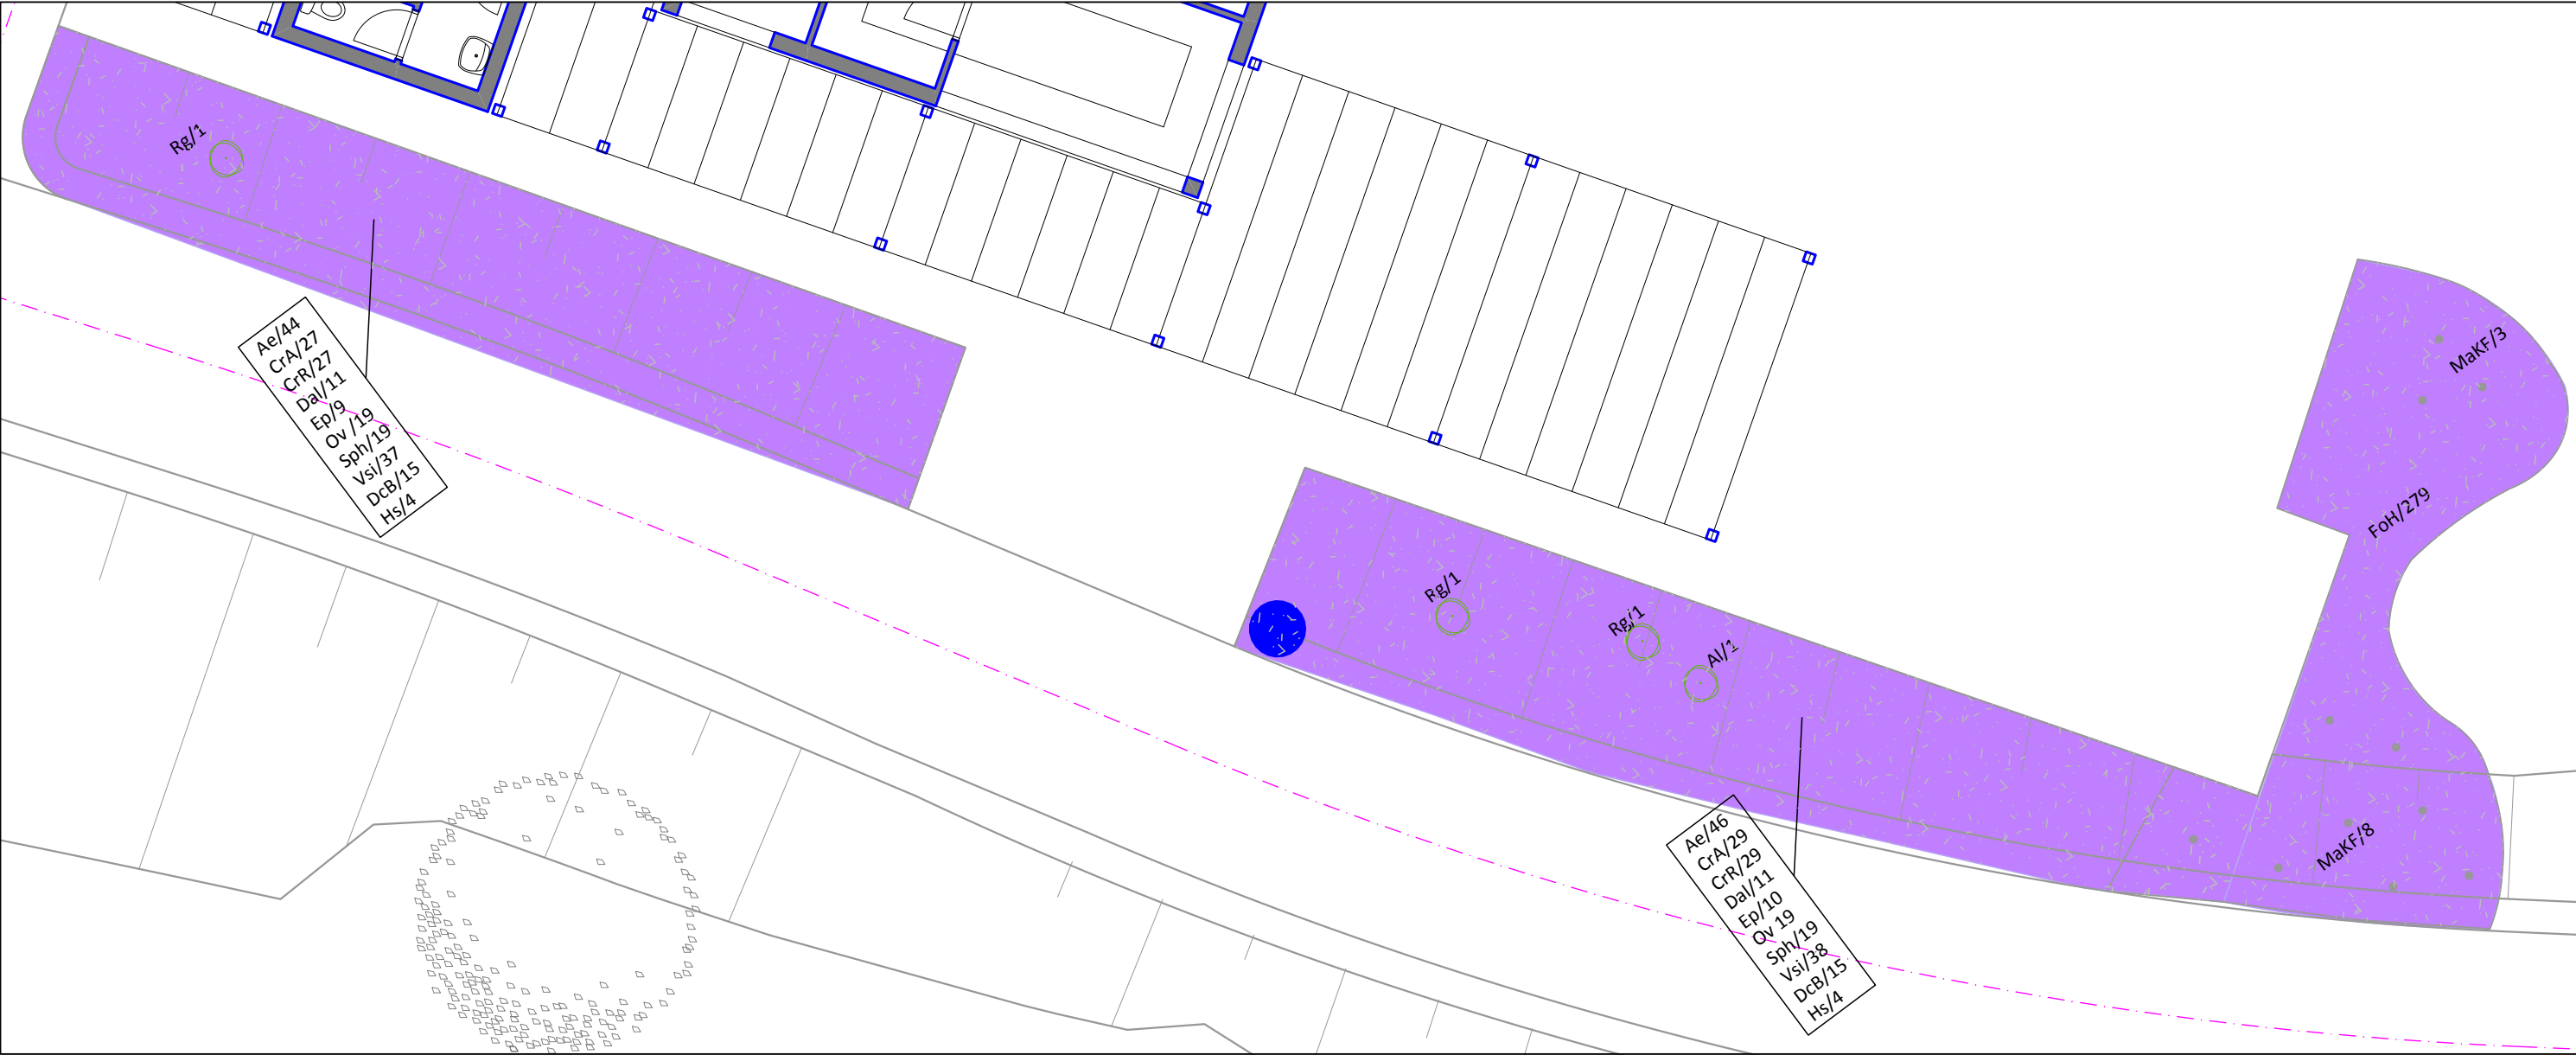 Rg/1
Ae/44
CrA/27
CrR/27
Dal/11
Ep/9
Ov /19
Sph/19
Vsi/37
DcB/15
Hs/4
Rg/1
Rg/1
Al/1
Ae/46
CrA/29
CrR/29
Dal/11
Ep/10
Ov 19
Sph/19
Vsi/38
DcB/15
Hs/4
MaKF/3
FoH/279
MaKF/8